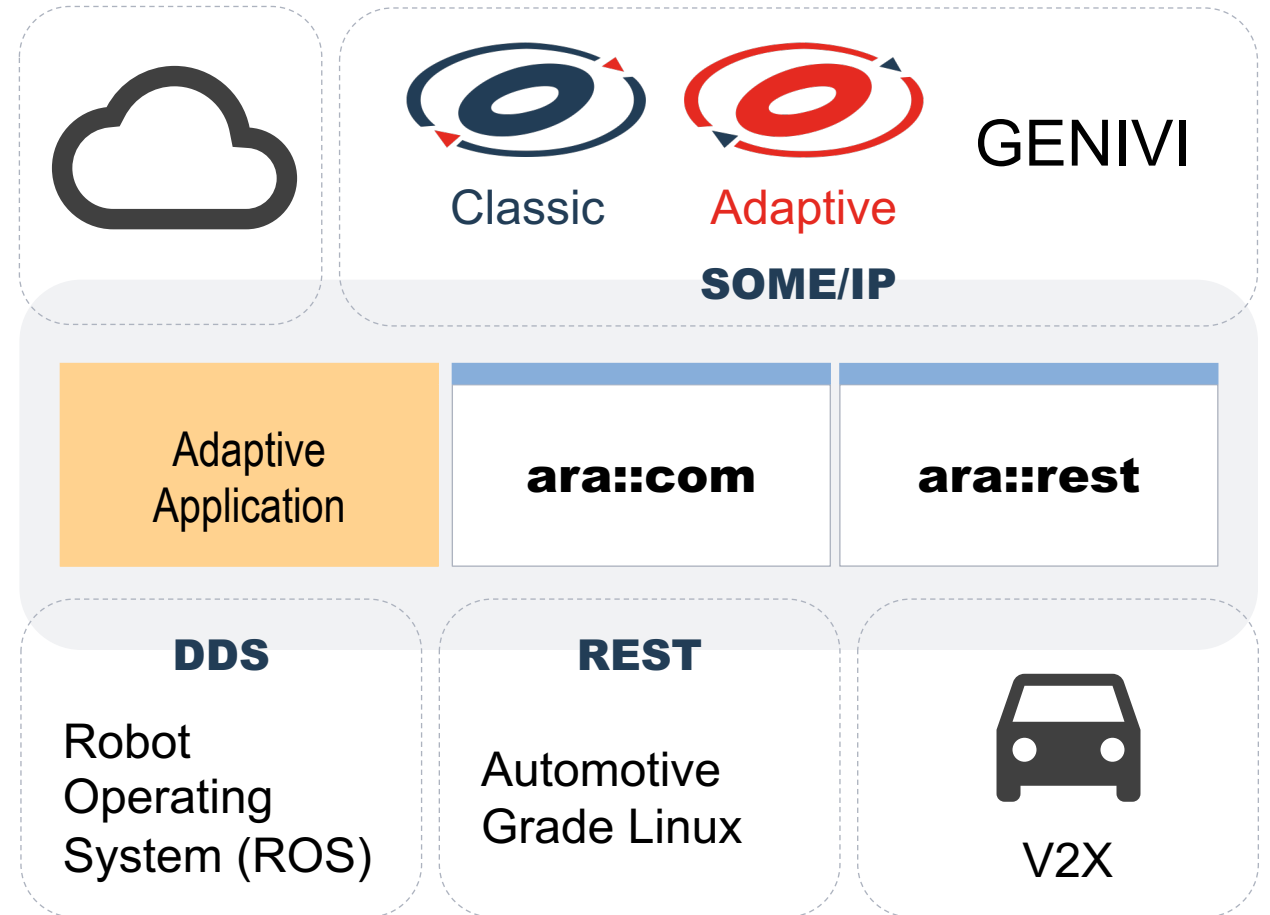 Classic
Adaptive
GENIVI
SOME/IP
Adaptive
Application
ara::com
ara::rest
DDS
Robot
Operating
System (ROS)
REST
Automotive
Grade Linux
V2X